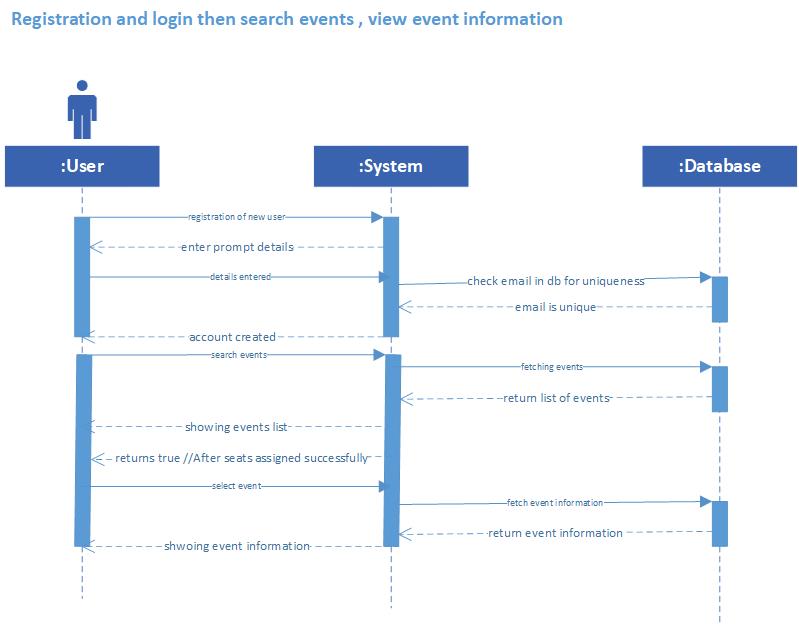 Registration and login then search events , view event information
:User
:System
:Database
registration of new user
enter prompt details
details entered
check email in db for uniqueness
email is unique
account created
search events
fetching events
return list of events
showing events list
returns true //After seats assigned successfully
select event
fetch event information
return event information
shwoing event information